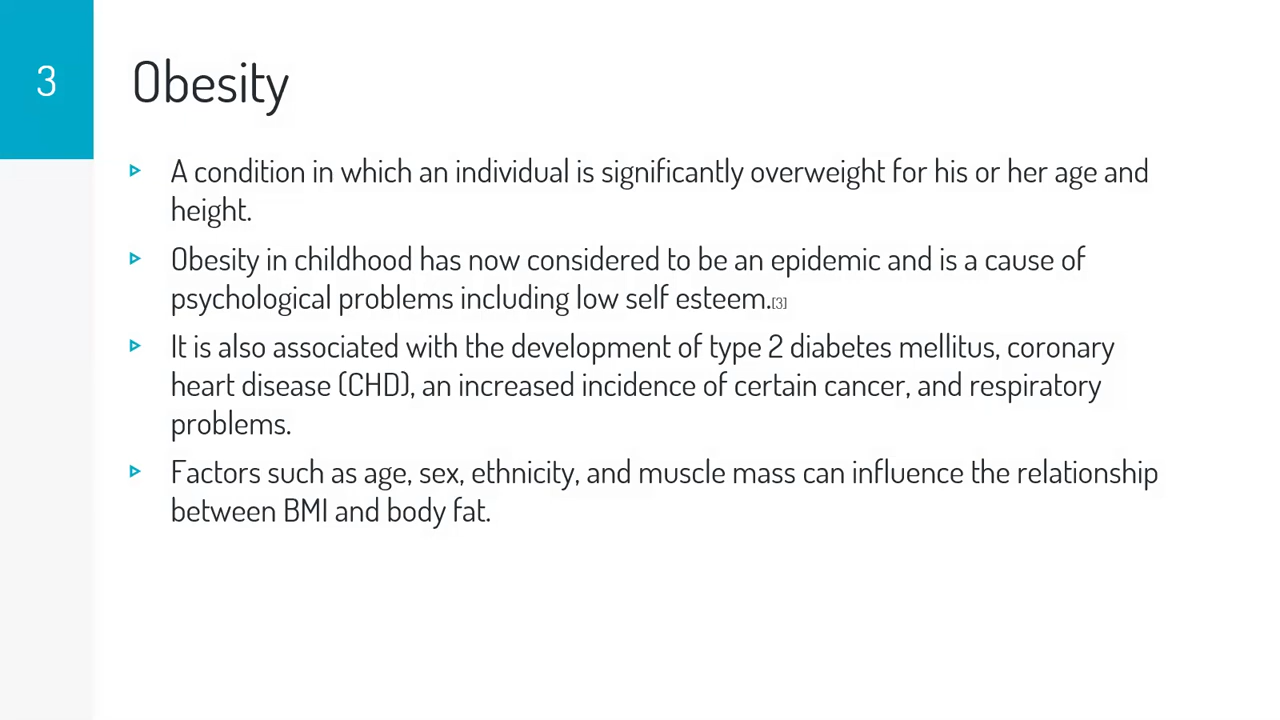 3
Obesity
A condition in which an individual is significantly overweight for his or her age and
height.
Obesity in childhood has now considered to be an epidemic and is a cause of
psychological problems including low self esteem.[3]
It is also associated with the development of type 2 diabetes mellitus, coronary
heart disease (CHD), an increased incidence of certain cancer, and respiratory
problems.
Factors such as age, sex, ethnicity, and muscle mass can influence the relationship
between BMI and body fat.